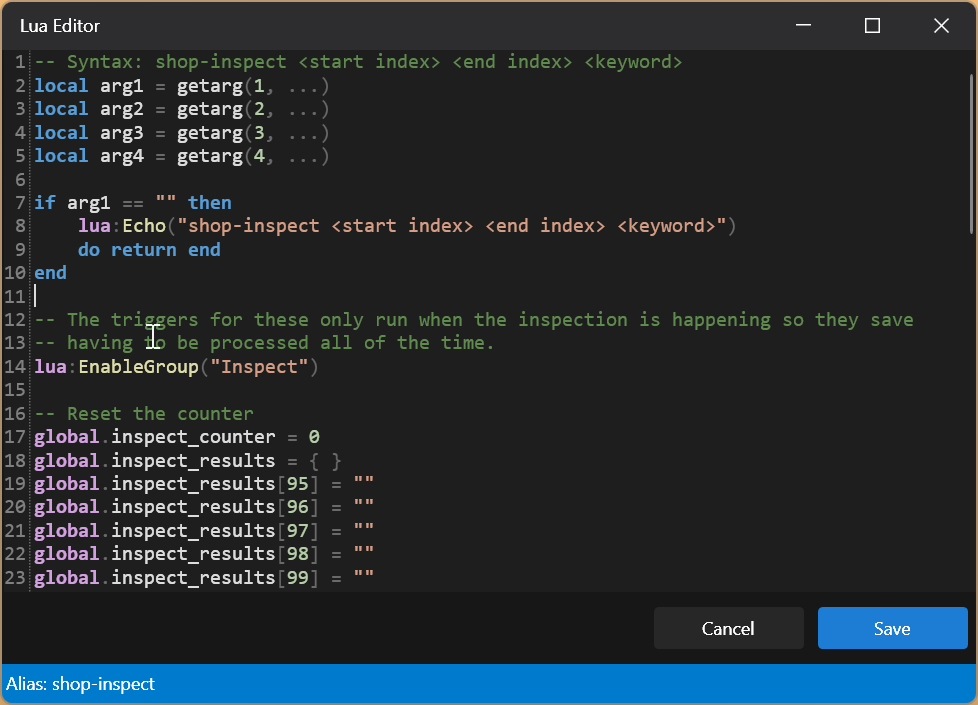 Lua Editor
1 -- Syntax: shop-inspect <start index> <end index> <keyword>
2 local arg1 = getarg(1, ...)
3 local arg2 = getarg(2, ...)
4 local arg3 = getarg(3, ...)
5 local arg4 = getarg(4, ...)
6
7 if arg1 == "" then
8     lua:Echo("shop-inspect <start index> <end index> <keyword>")
9     do return end
10 end
11
12 -- The triggers for these only run when the inspection is happening so they save
13 -- having to be processed all of the time.
14 lua:EnableGroup("Inspect")
15
16 -- Reset the counter
17 global.inspect_counter = 0
18 global.inspect_results = { }
19 global.inspect_results[95] = ""
20 global.inspect_results[96] = ""
21 global.inspect_results[97] = ""
22 global.inspect_results[98] = ""
23 global.inspect_results[99] = ""
Cancel Save
Alias: shop-inspect